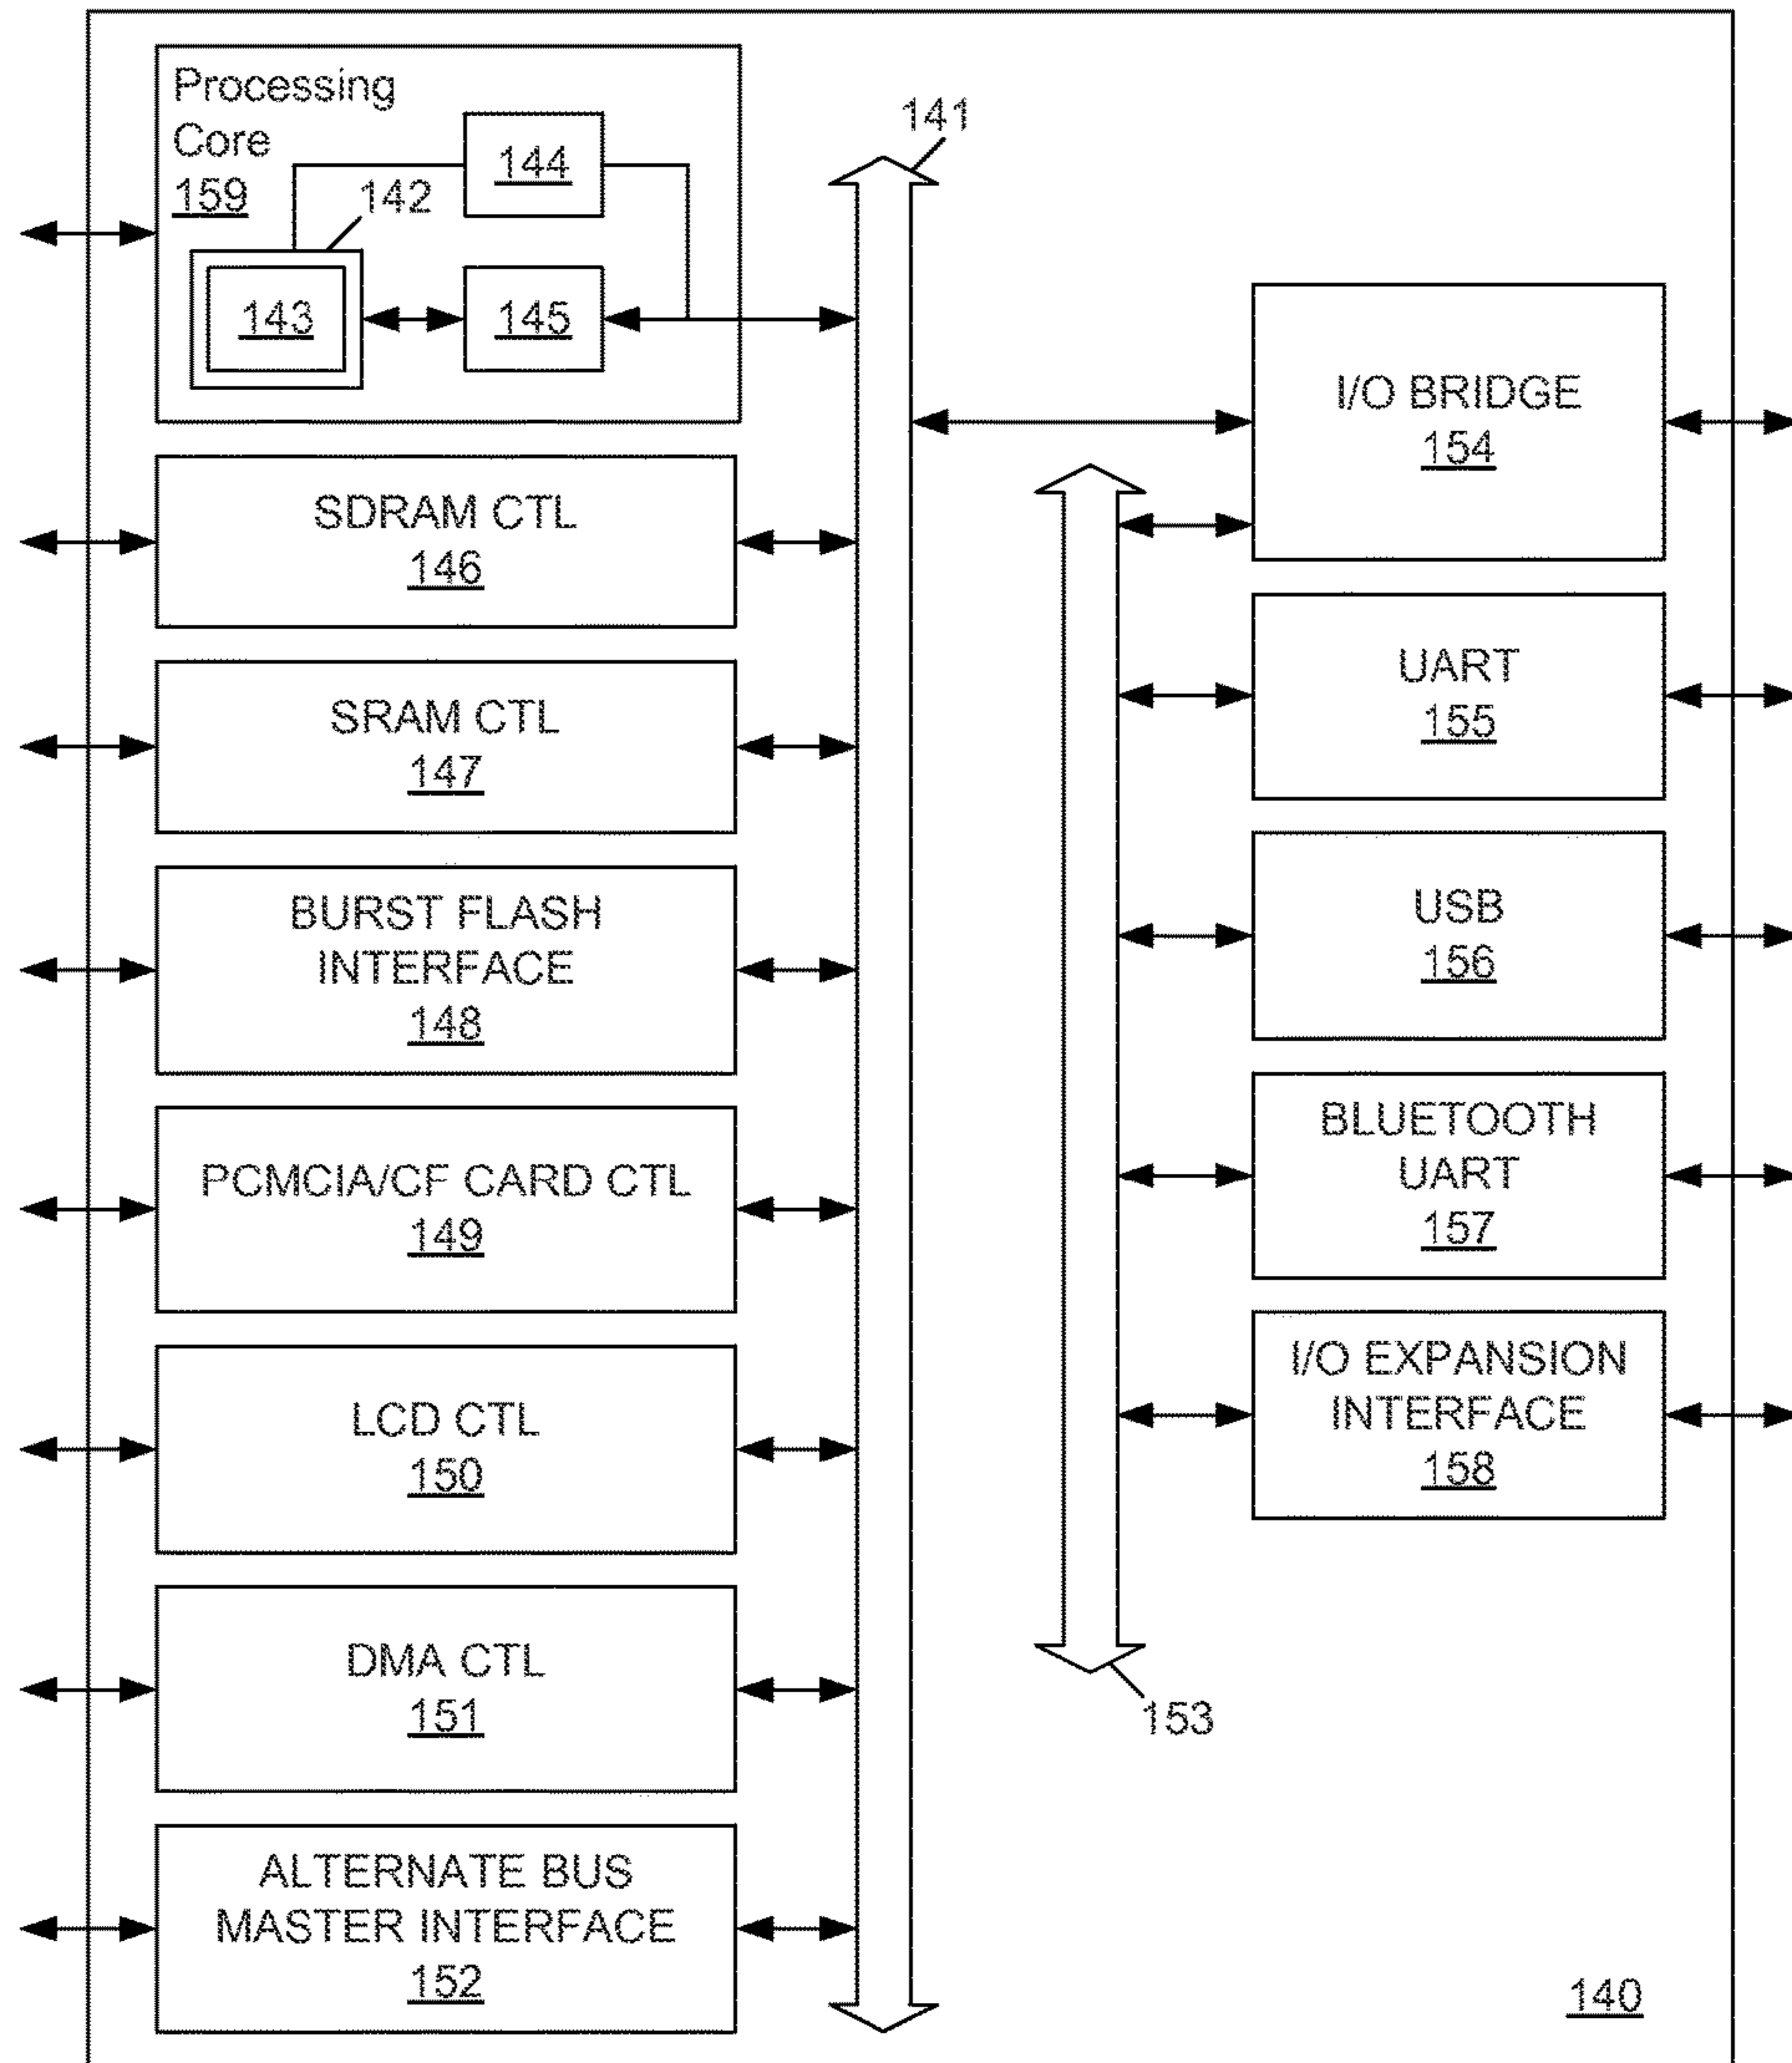 Processing
Core
159
144
142
143
145
141
SDRAM CTL
146
SRAM CTL
147
BURST FLASH
INTERFACE
148
PCMCIA/CF CARD CTL
149
LCD CTL
150
DMA CTL
151
ALTERNATE BUS
MASTER INTERFACE
152
I/O BRIDGE
154
UART
155
USB
156
BLUETOOTH
UART
157
I/O EXPANSION
INTERFACE
158
153
140